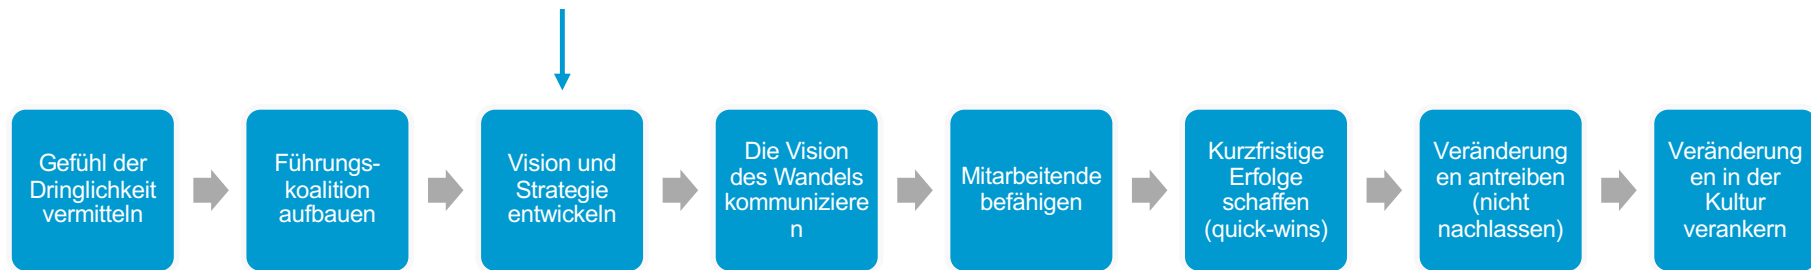 Gefühl der
Dringlichkeit
vermitteln
Führungs-
koalition
aufbauen
Vision und
Strategie
entwickeln
Die Vision
des Wandels
kommuniziere
n
Mitarbeitende
befähigen
Kurzfristige
Erfolge
schaffen
(quick-wins)
Veränderung
en antreiben
(nicht
nachlassen)
Veränderung
en in der
Kultur
verankern